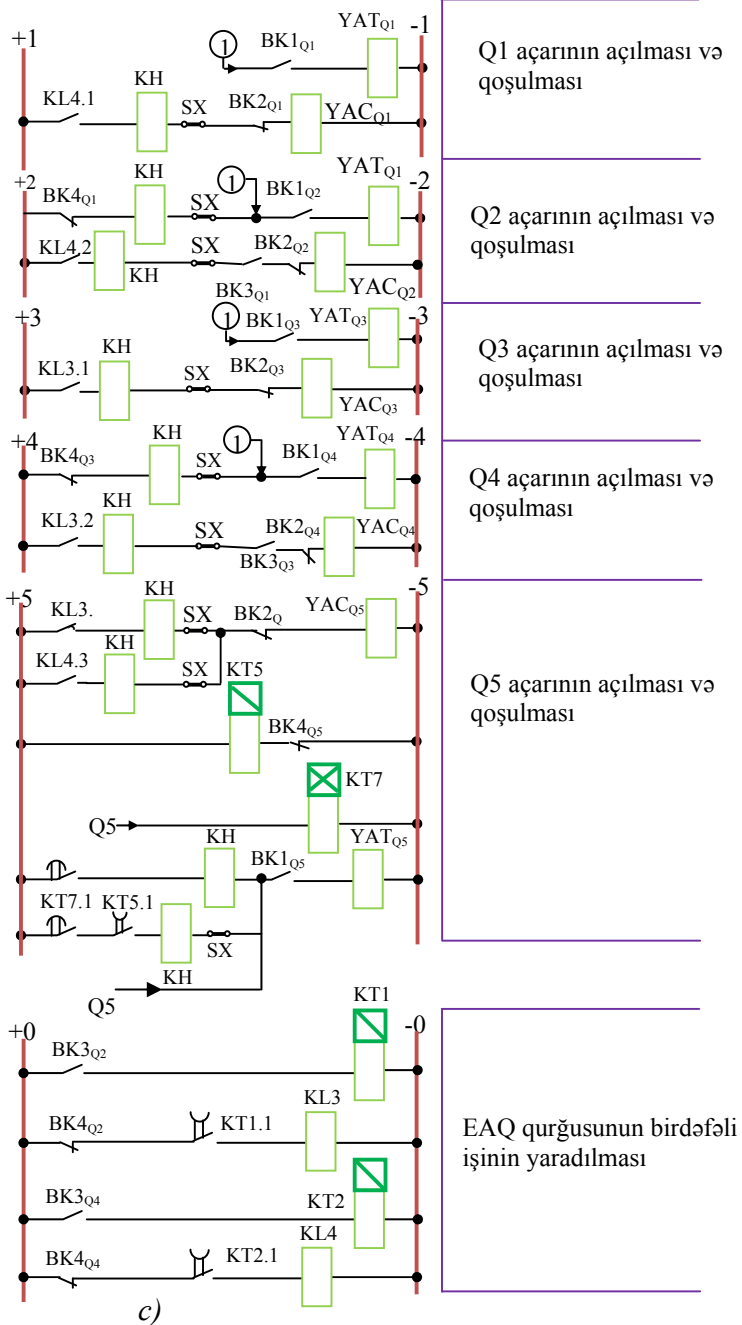 +1
-1
1
BK1Q1
YATQ1
KL4.1
KH
SX
BK2Q1
YACQ1
Q1 açarının açılması və
qoşulması
+2
-2
BK4Q1
KH
SX
1
BK1Q2
YATQ1
KL4.2
KH
SX
BK2Q2
BK3Q1
YACQ2
Q2 açarının açılması və
qoşulması
+3
-3
1
BK1Q3
YATQ3
KL3.1
KH
SX
BK2Q3
YACQ3
Q3 açarının açılması və
qoşulması
+4
-4
BK4Q3
KH
SX
1
BK1Q4
YATQ4
KL3.2
KH
SX
BK2Q4
BK3Q3
YACQ4
Q4 açarının açılması və
qoşulması
+5
-5
KL3.
KH
SX
BK2Q
YACQ5
KL4.3
KH
SX
KT5
BK4Q5
KT7
Q5
KH
BK1Q5
YATQ5
KT7.1
KT5.1
KH
SX
Q5
Q5 açarının açılması və
qoşulması
+0
-0
BK3Q2
KT1
BK4Q2
KT1.1
KL3
BK3Q4
KT2
BK4Q4
KT2.1
KL4
EAQ qurğusunun birdəfəli
işinin yaradılması
c)